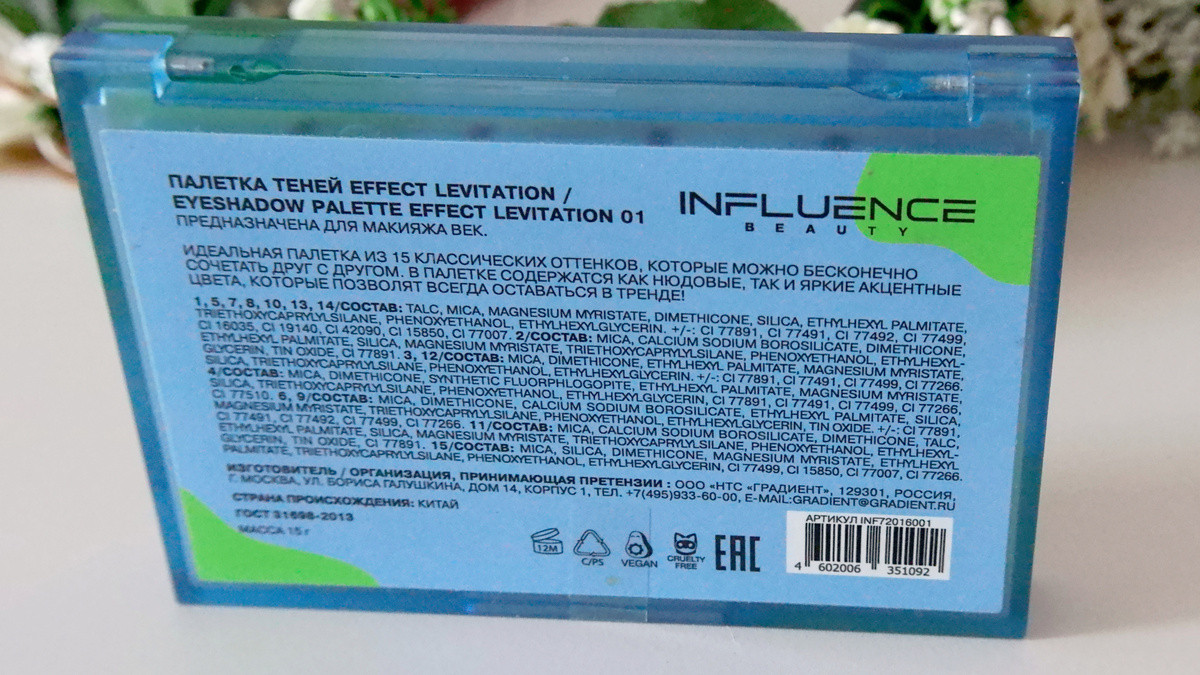 ПАЛЕТКА ТЕНЕЙ EFFECT LEVITATION /
EYESHADOW PALETTE EFFECT LEVITATION 01
ПРЕДНАЗНАЧЕНА ДЛЯ МАКИЯЖА ВЕК.
INFLUENCE
BEAUTY
ИДЕАЛЬНАЯ ПАЛЕТКА ИЗ 15 КЛАССИЧЕСКИХ ОТТЕНКОВ, КОТОРЫЕ МОЖНО БЕСКОНЕЧНО
СОЧЕТАТЬ ДРУГ С ДРУГОМ. В ПАЛЕТКЕ СОДЕРЖАТСЯ КАК НЮДОВЫЕ, ТАК И ЯРКИЕ АКЦЕНТНЫЕ
ЦВЕТА, КОТОРЫЕ ПОЗВОЛЯТ ВСЕГДА ОСТАВАТЬСЯ В ТРЕНДЕ!
1, 5, 7, 8, 10, 13, 14/СОСТАВ: TALC, MICA, MAGNESIUM MYRISTATE, DIMETHICONE, SILICA, ETHYLHEXYL PALMITATE,
TRIETHOXYCAPRYLYLSILANE, PHENOXYETHANOL, ETHYLHEXYLGLYCERIN. +/-: CI 77891, CI 77491, CI 77492, CI 77499,
CI 16035, CI 19140, CI 42090, CI 15850, CI 77007. 2/СОСТАВ: MICA, CALCIUM SODIUM BOROSILICATE, DIMETHICONE,
ETHYLHEXYL PALMITATE, SILICA, MAGNESIUM MYRISTATE, TRIETHOXYCAPRYLYLSILANE, PHENOXYETHANOL, ETHYLHEXYL-
GLYCERIN, TIN OXIDE, CI 77891. 3, 12/СОСТАВ: MICA, DIMETHICONE, ETHYLHEXYL PALMITATE, MAGNESIUM MYRISTATE,
SILICA, TRIETHOXYCAPRYLYLSILANE, PHENOXYETHANOL, ETHYLHEXYLGLYCERIN. +/-: CI 77891, CI 77491, CI 77499, CI 77266.
4/СОСТАВ: MICA, DIMETHICONE, SYNTHETIC FLUORPHLOGOPITE, ETHYLHEXYL PALMITATE, MAGNESIUM MYRISTATE,
SILICA, TRIETHOXYCAPRYLYLSILANE, PHENOXYETHANOL, ETHYLHEXYLGLYCERIN, CI 77891, CI 77491, CI 77499, CI 77266,
CI 77510. 6, 9/СОСТАВ: MICA, DIMETHICONE, CALCIUM SODIUM BOROSILICATE, ETHYLHEXYL PALMITATE, SILICA,
MAGNESIUM MYRISTATE, TRIETHOXYCAPRYLYLSILANE, PHENOXYETHANOL, ETHYLHEXYLGLYCERIN, TIN OXIDE. +/-: CI 77891,
CI 77491, CI 77492, CI 77499, CI 77266. 11/СОСТАВ: MICA, CALCIUM SODIUM BOROSILICATE, DIMETHICONE, TALC,
ETHYLHEXYL PALMITATE, SILICA, MAGNESIUM MYRISTATE, TRIETHOXYCAPRYLYLSILANE, PHENOXYETHANOL, ETHYLHEXYL-
GLYCERIN, TIN OXIDE, CI 77891. 15/СОСТАВ: MICA, SILICA, DIMETHICONE, MAGNESIUM MYRISTATE, ETHYLHEXYL
PALMITATE, TRIETHOXYCAPRYLYLSILANE, PHENOXYETHANOL, ETHYLHEXYLGLYCERIN, CI 77499, CI 15850, CI 77007, CI 77266.
ИЗГОТОВИТЕЛЬ / ОРГАНИЗАЦИЯ, ПРИНИМАЮЩАЯ ПРЕТЕНЗИИ : ООО «НТС «ГРАДИЕНТ», 129301, РОССИЯ,
Г. МОСКВА, УЛ. БОРИСА ГАЛУШКИНА, ДОМ 14, КОРПУС 1, ТЕЛ. +7(495)933-60-00, E-MAIL:GRADIENT@GRADIENT.RU
СТРАНА ПРОИСХОЖДЕНИЯ: КИТАЙ
ГОСТ 31698-2013
МАССА 15 г
12M
C/PS
VEGAN
CRUELTY
FREE
EAC
АРТИКУЛ INF72016001
4 602006 351092